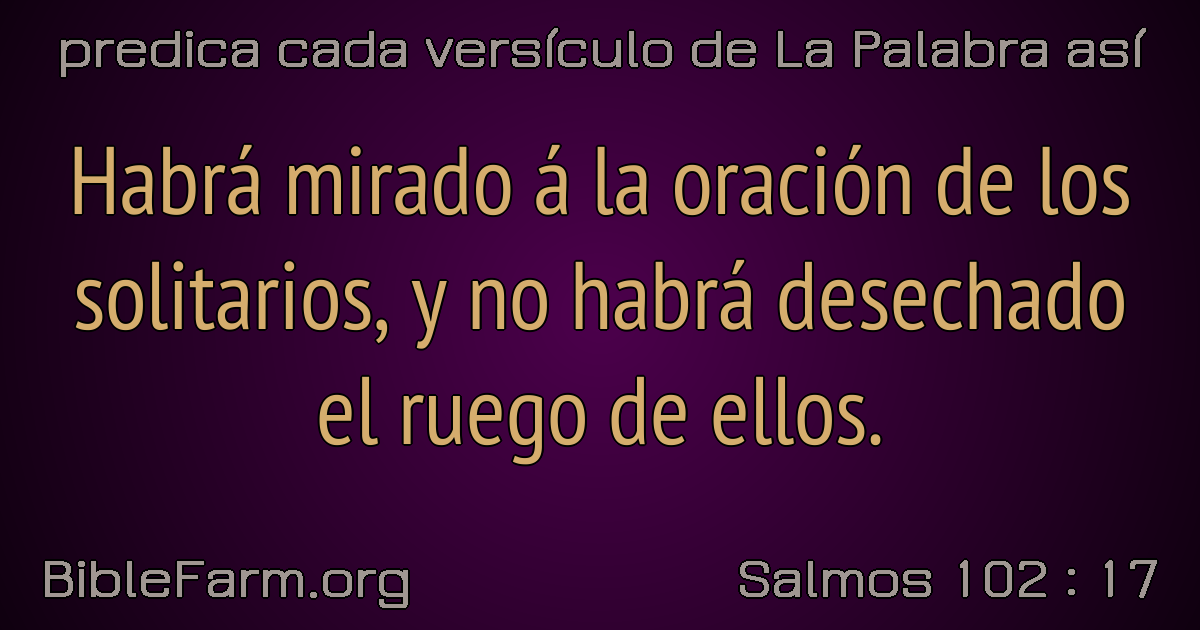 predica cada versículo de La Palabra así
Habrá mirado á la oración de los
solitarios, y no habrá desechado
el ruego de ellos.
BibleFarm.org
Salmos 102 : 17